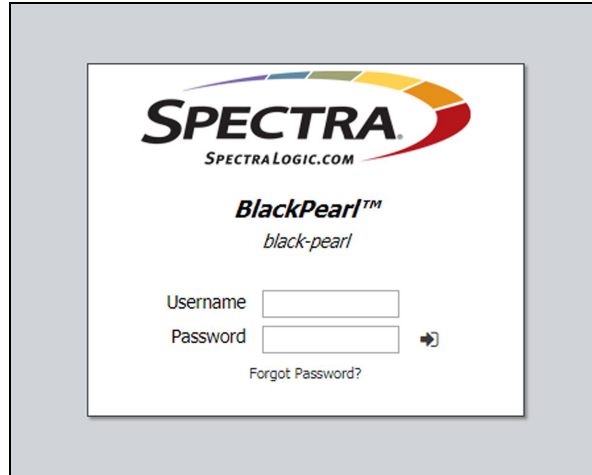 SPECTRA.
SPECTRALOGIC.COM
BlackPearl™
black-pearl
Username
Password
Forgot Password?